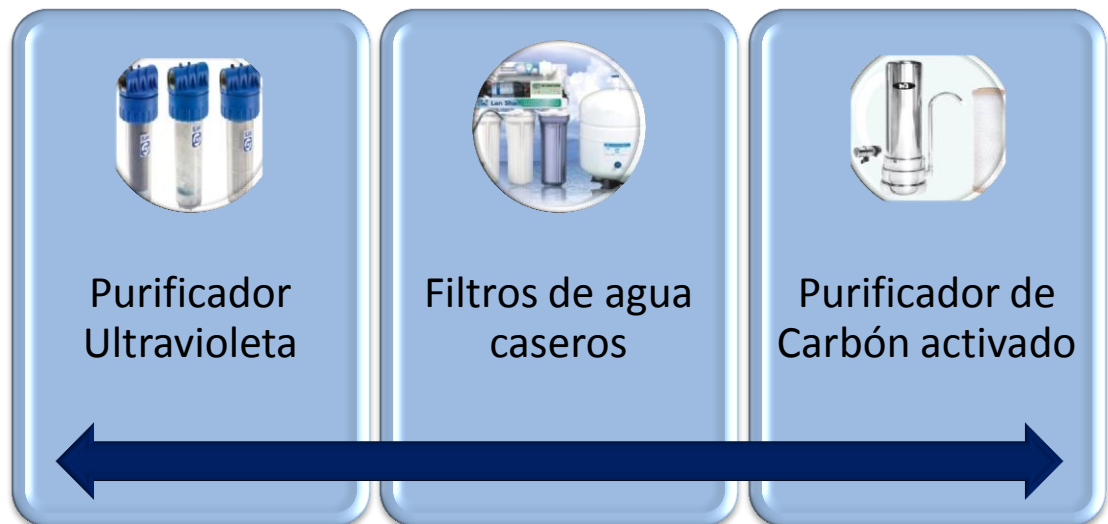 Purificador
Ultravioleta
Filtros de agua
caseros
Purificador de
Carbón activado